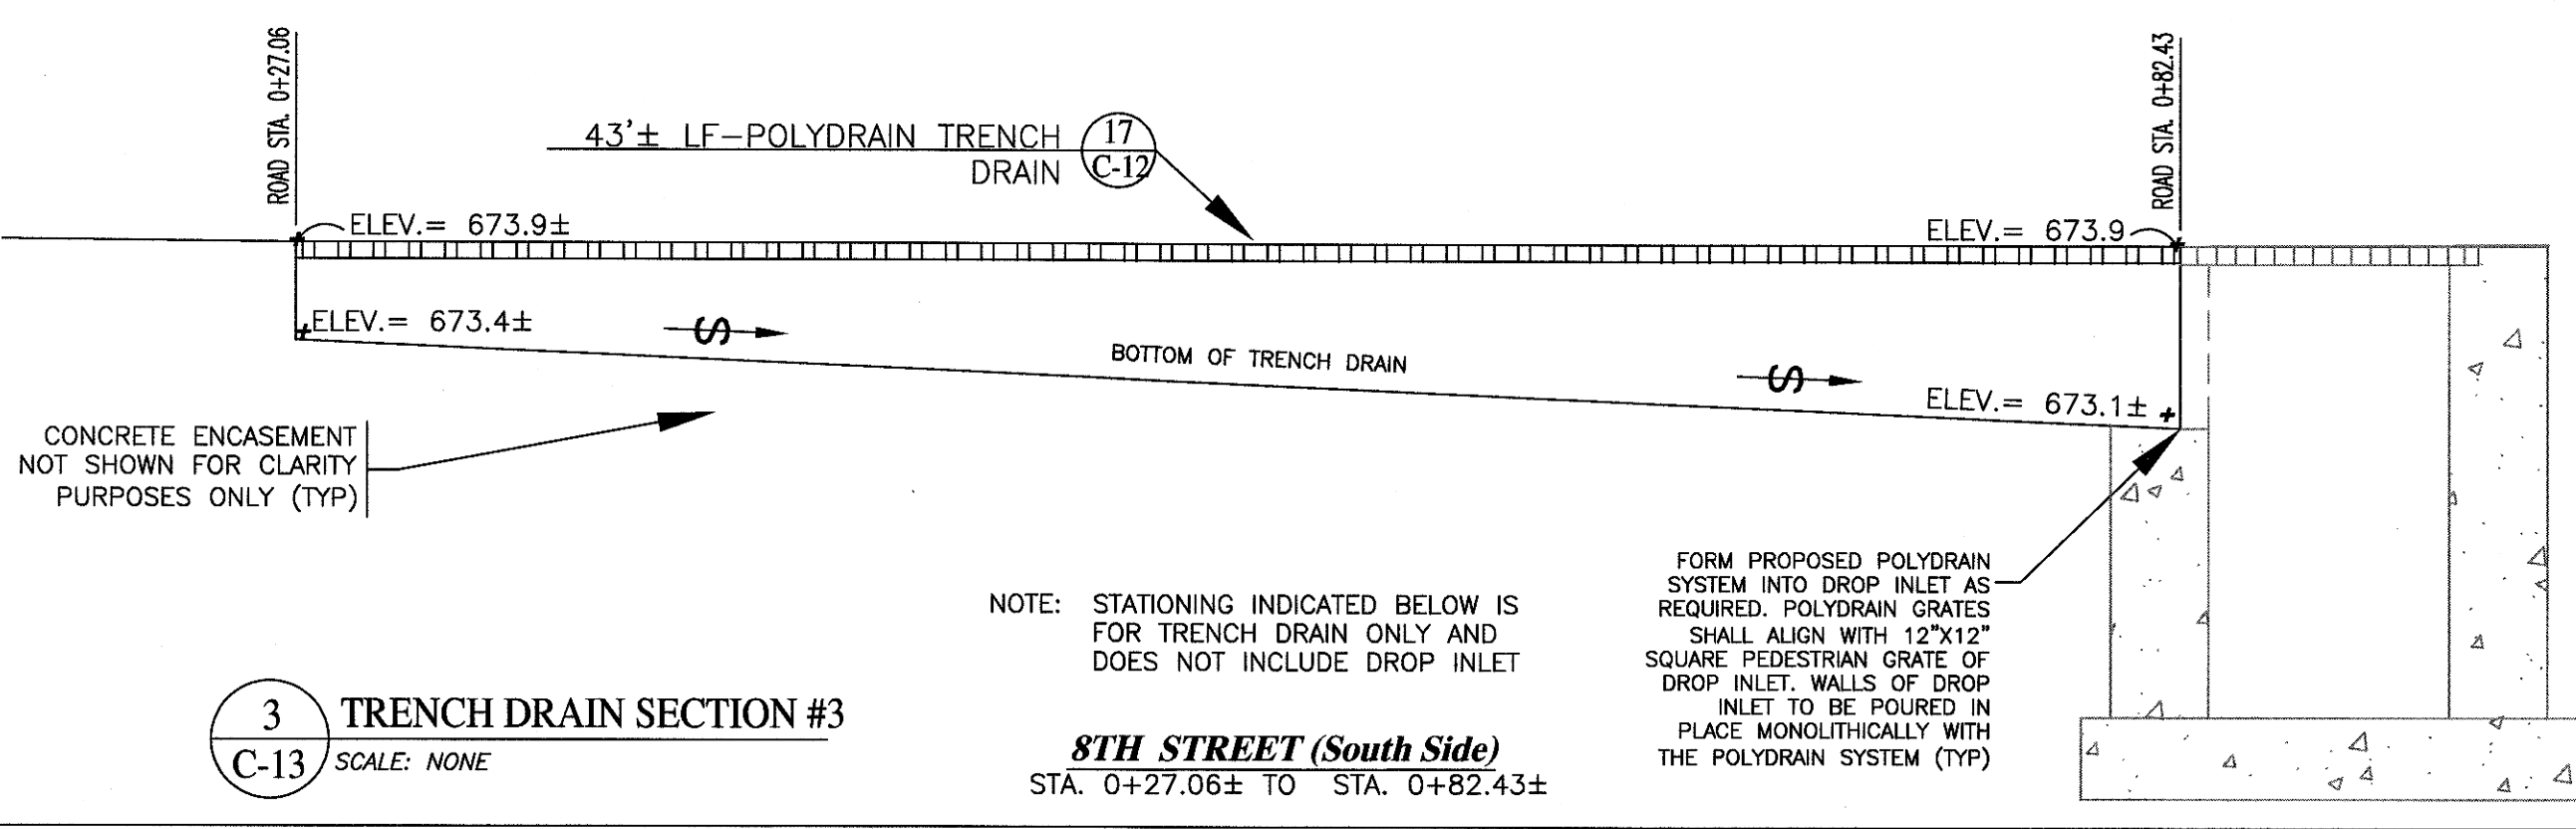 ROAD STA. 0+27.06
ROAD STA. 0+82.43
43'± LF-POLYDRAIN TRENCH
DRAIN
17
C-12
ELEV.= 673.9±
ELEV.= 673.9
ELEV.= 673.4±
S
BOTTOM OF TRENCH DRAIN
S
ELEV.= 673.1±
CONCRETE ENCASEMENT
NOT SHOWN FOR CLARITY
PURPOSES ONLY (TYP)
NOTE: STATIONING INDICATED BELOW IS
FOR TRENCH DRAIN ONLY AND
DOES NOT INCLUDE DROP INLET
FORM PROPOSED POLYDRAIN
SYSTEM INTO DROP INLET AS
REQUIRED. POLYDRAIN GRATES
SHALL ALIGN WITH 12"X12"
SQUARE PEDESTRIAN GRATE OF
DROP INLET. WALLS OF DROP
INLET TO BE POURED IN
PLACE MONOLITHICALLY WITH
THE POLYDRAIN SYSTEM (TYP)
3
C-13
TRENCH DRAIN SECTION #3
SCALE: NONE
8TH STREET (South Side)
STA. 0+27.06± TO STA. 0+82.43±